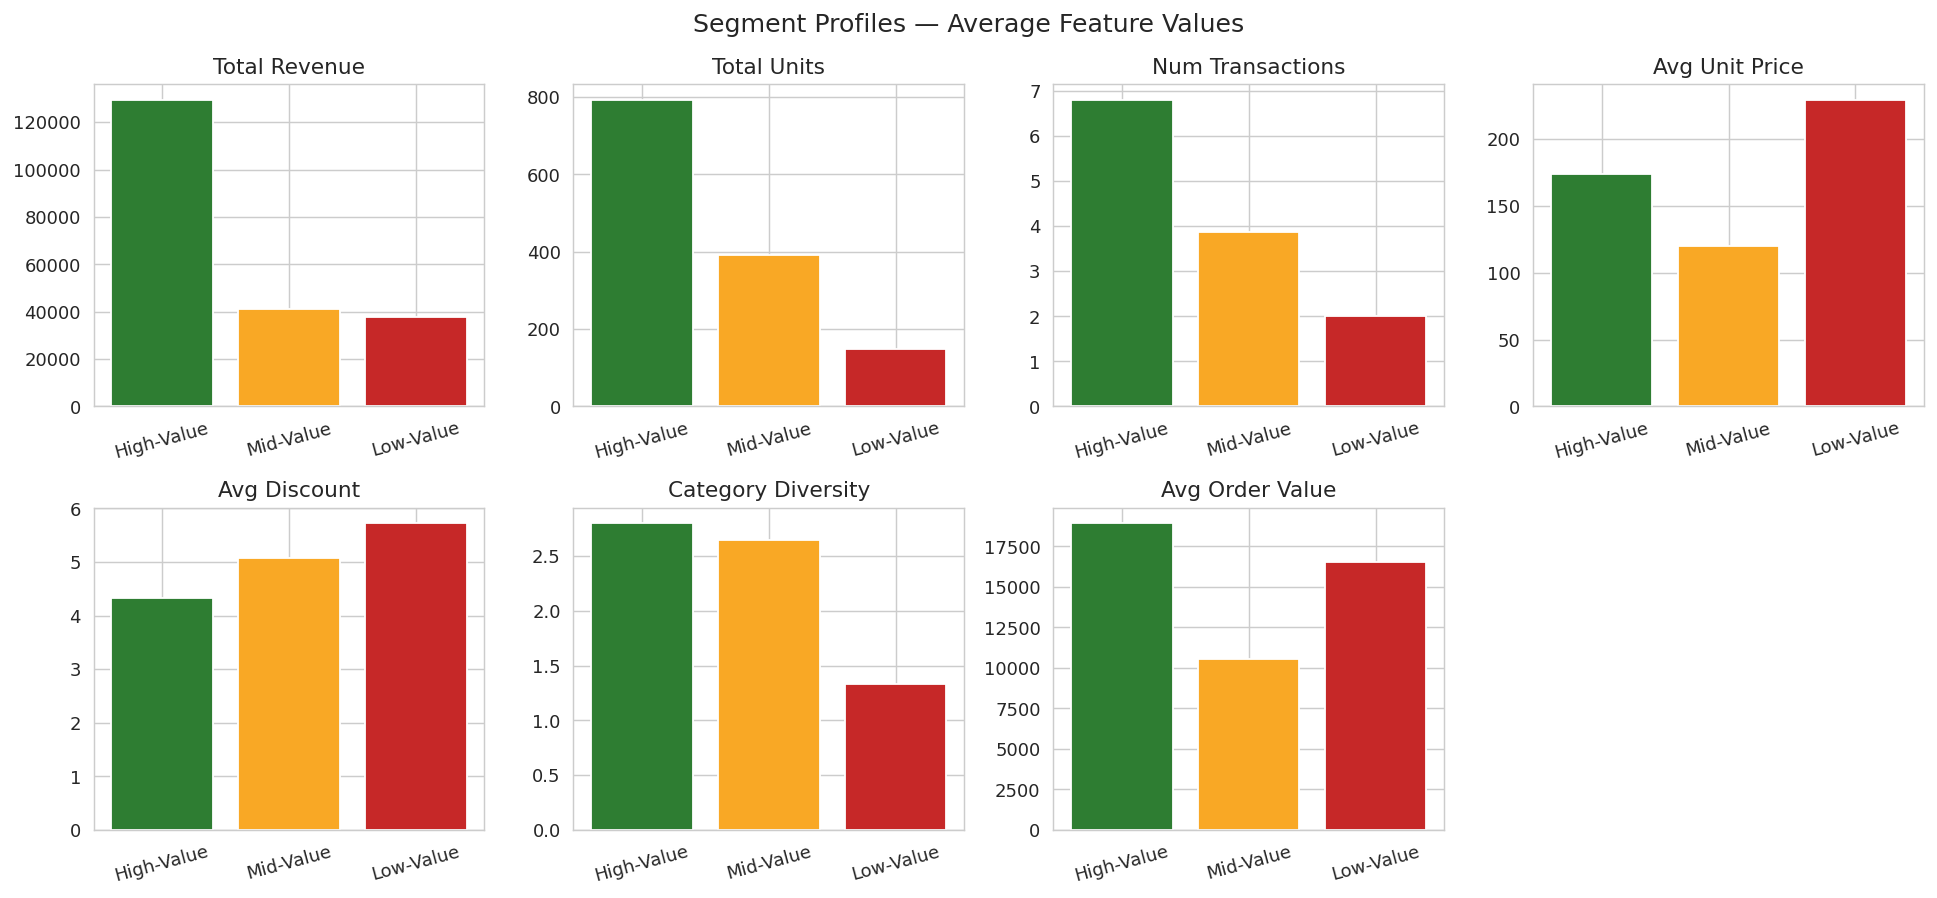 Segment Profiles — Average Feature Values
Total Revenue
120000
100000
80000
60000
40000
20000
0
High-Value
Mid-Value
Low-Value
Total Units
800
600
400
200
0
High-Value
Mid-Value
Low-Value
Num Transactions
7
6
5
4
3
2
1
0
High-Value
Mid-Value
Low-Value
Avg Unit Price
200
150
100
50
0
High-Value
Mid-Value
Low-Value
Avg Discount
6
5
4
3
2
1
0
High-Value
Mid-Value
Low-Value
Category Diversity
2.5
2.0
1.5
1.0
0.5
0.0
High-Value
Mid-Value
Low-Value
Avg Order Value
17500
15000
12500
10000
7500
5000
2500
0
High-Value
Mid-Value
Low-Value